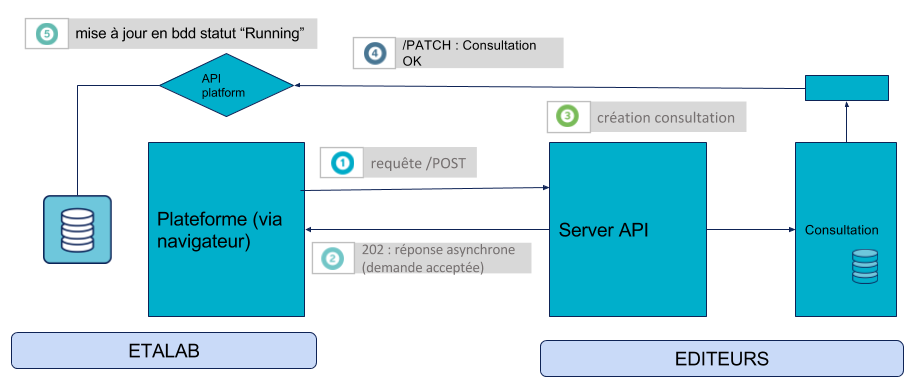 5
mise à jour en bdd statut “Running”
4
/PATCH : Consultation
OK
API
platform
3
création consultation
1
requête /POST
Plateforme (via
navigateur)
Server API
Consultation
2
202 : réponse asynchrone
(demande acceptée)
ETALAB
EDITEURS